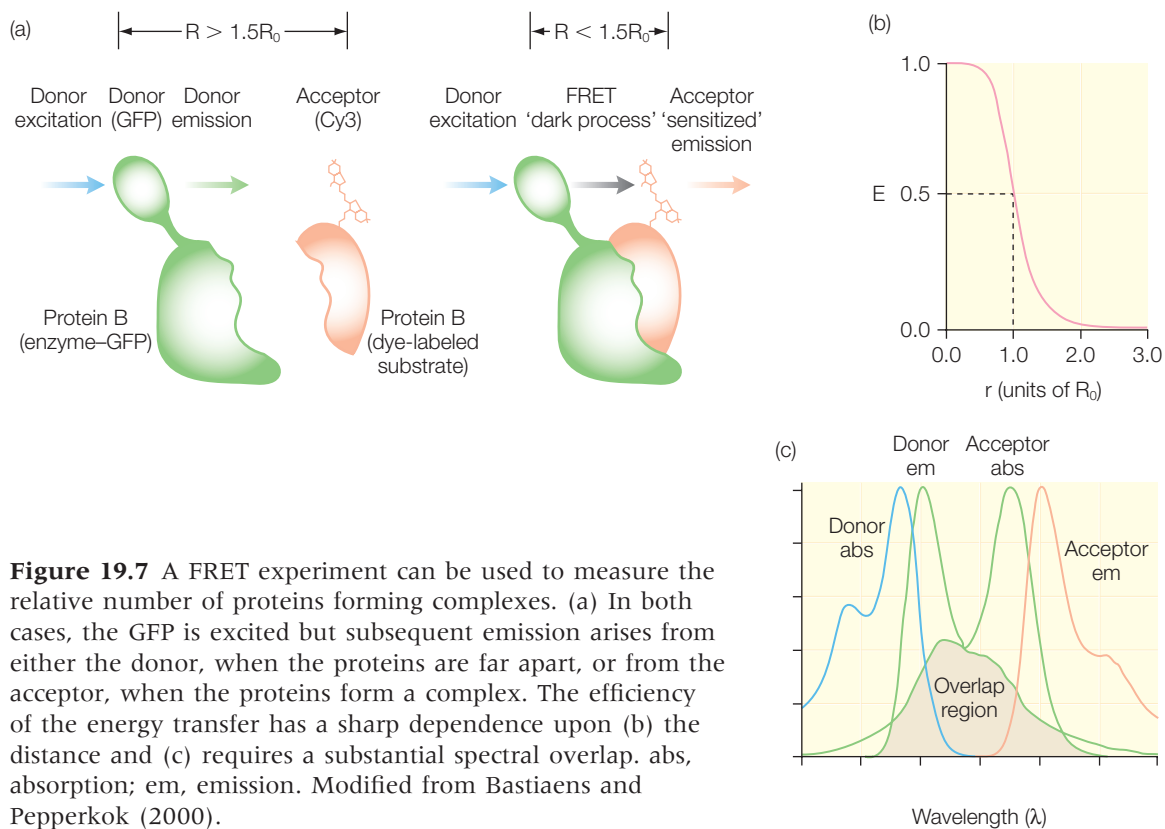 (a)
R > 1.5R₀
R < 1.5R₀
Donor excitation
Donor (GFP)
Donor emission
Acceptor (Cy3)
Donor excitation
FRET 'dark process'
Acceptor 'sensitized' emission
Protein B
(enzyme–GFP)
Protein B
(dye-labeled
substrate)
(b)
1.0
E
0.5
0.0
0.0
1.0
2.0
3.0
r (units of R₀)
(c)
Donor
em
Acceptor
abs
Donor
abs
Acceptor
em
Overlap
region
Wavelength (λ)
Figure 19.7 A FRET experiment can be used to measure the
relative number of proteins forming complexes. (a) In both
cases, the GFP is excited but subsequent emission arises from
either the donor, when the proteins are far apart, or from the
acceptor, when the proteins form a complex. The efficiency
of the energy transfer has a sharp dependence upon (b) the
distance and (c) requires a substantial spectral overlap. abs,
absorption; em, emission. Modified from Bastiaens and
Pepperkok (2000).